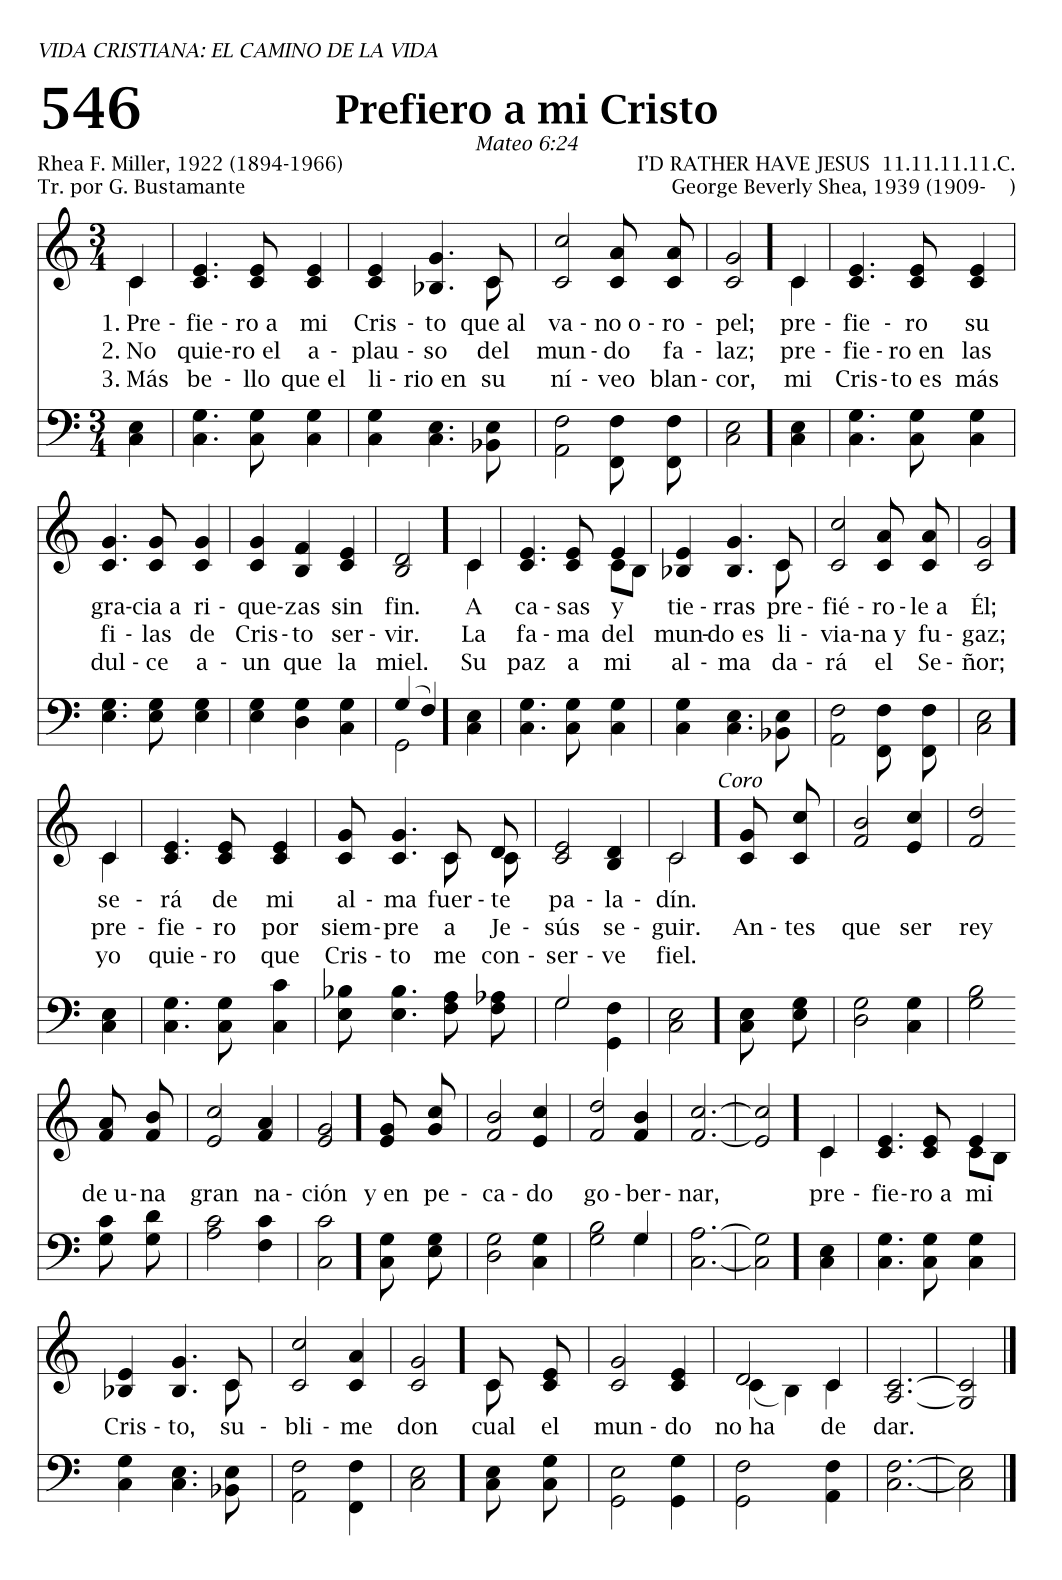 VIDA CRISTIANA: EL CAMINO DE LA VIDA
546
Prefiero a mi Cristo
Mateo 6:24
Rhea F. Miller, 1922 (1894-1966)
I'D RATHER HAVE JESUS 11.11.11.11.C.
Tr. por G. Bustamante
George Beverly Shea, 1939 (1909- )
3
4
1. Pre - fie - ro a mi Cris - to que al va - no o - ro - pel; pre - fie - ro su
2. No quie - ro el a - plau - so del mun - do fa - laz; pre - fie - ro en las
3. Más be - llo que el li - rio en su ní - veo blan - cor, mi Cris - to es más
3
4
gra - cia a ri - que - zas sin fin. A ca - sas y tie - rras pre - fié - ro - le a Él;
fi - las de Cris - to ser - vir. La fa - ma del mun - do es li - via - na y fu - gaz;
dul - ce a - un que la miel. Su paz a mi al - ma da - rá el Se - ñor;
Coro
se - rá de mi al - ma fuer - te pa - la - dín.
pre - fie - ro por siem - pre a Je - sús se - guir. An - tes que ser rey
yo quie - ro que Cris - to me con - ser - ve fiel.
de u - na gran na - ción y en pe - ca - do go - ber - nar, pre - fie - ro a mi
Cris - to, su - bli - me don cual el mun - do no ha de dar.